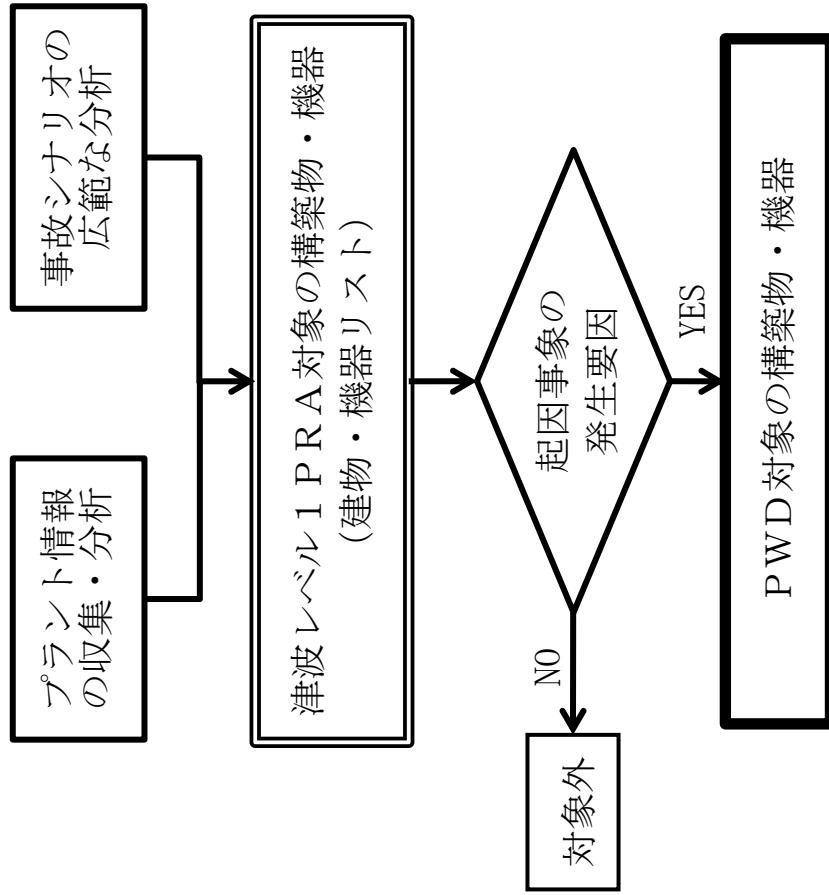 プラント情報
の収集・分析
事故シナリオの
広範な分析
津波レベル1PRA対象の構築物・機器
(建物・機器リスト)
起因事象の
発生要因
NO
対象外
YES
PWD対象の構築物・機器